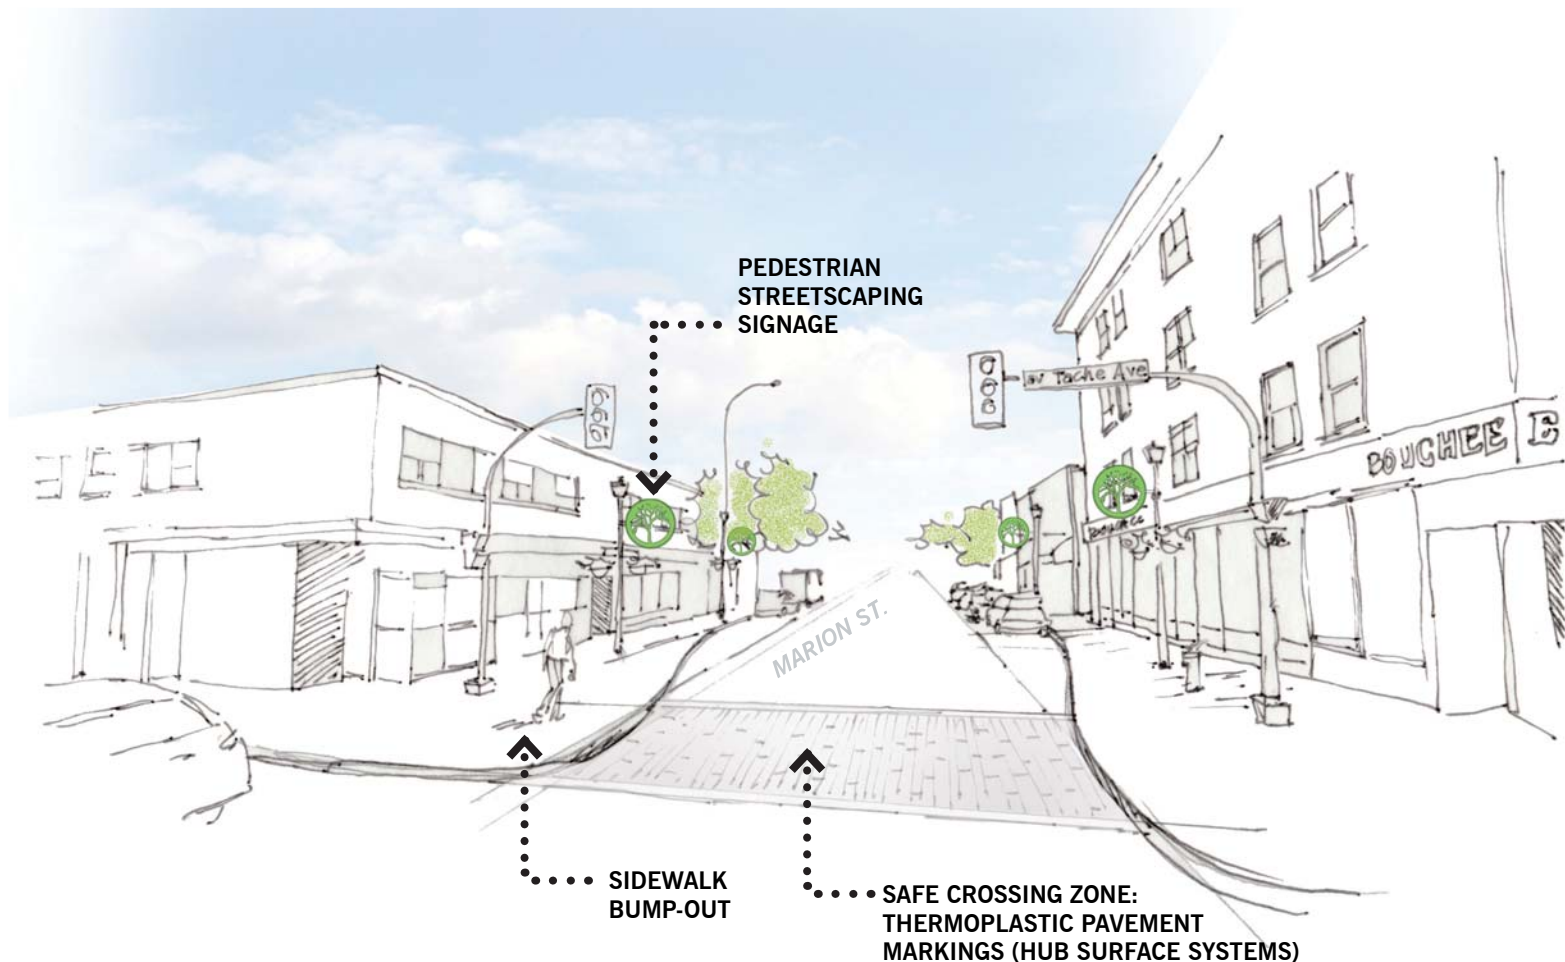 PEDESTRIAN
STREETSCAPING
SIGNAGE
av Tache Ave
BOUCHEE
B
MARION ST.
SIDEWALK
BUMP-OUT
SAFE CROSSING ZONE:
THERMOPLASTIC PAVEMENT
MARKINGS (HUB SURFACE SYSTEMS)